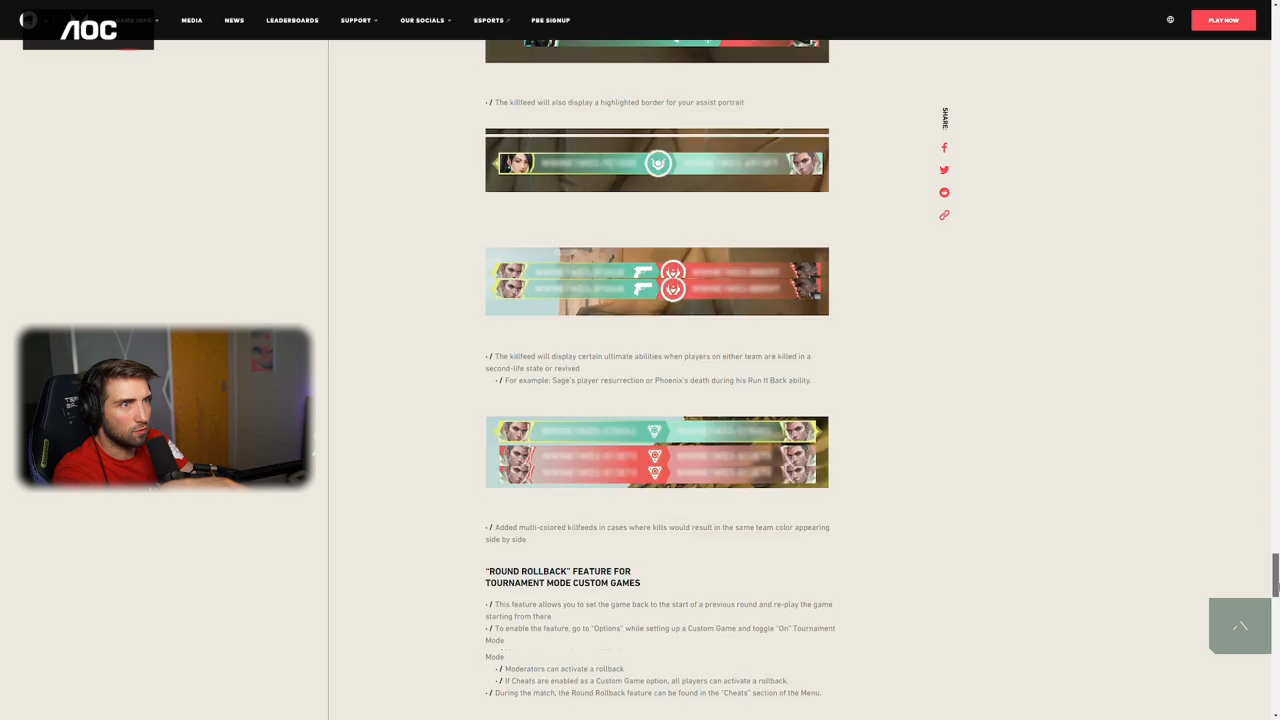 AOC
GAME INFO
MEDIA
NEWS
LEADERBOARDS
SUPPORT
OUR SOCIALS
ESPORTS
PBE SIGNUP
PLAY NOW
SHARE:
· / The killfeed will also display a highlighted border for your assist portrait
· / The killfeed will display certain ultimate abilities when players on either team are killed in a
second-life state or revived
· / For example: Sage's player resurrection or Phoenix's death during his Run It Back ability.
· / Added multi-colored killfeeds in cases where kills would result in the same team color appearing
side by side
“ROUND ROLLBACK” FEATURE FOR
TOURNAMENT MODE CUSTOM GAMES
· / This feature allows you to set the game back to the start of a previous round and re-play the game
starting from there
· / To enable the feature, go to “Options” while setting up a Custom Game and toggle “On” Tournament
Mode
Mode
· / Moderators can activate a rollback
· / If Cheats are enabled as a Custom Game option, all players can activate a rollback.
· / During the match, the Round Rollback feature can be found in the “Cheats” section of the Menu.